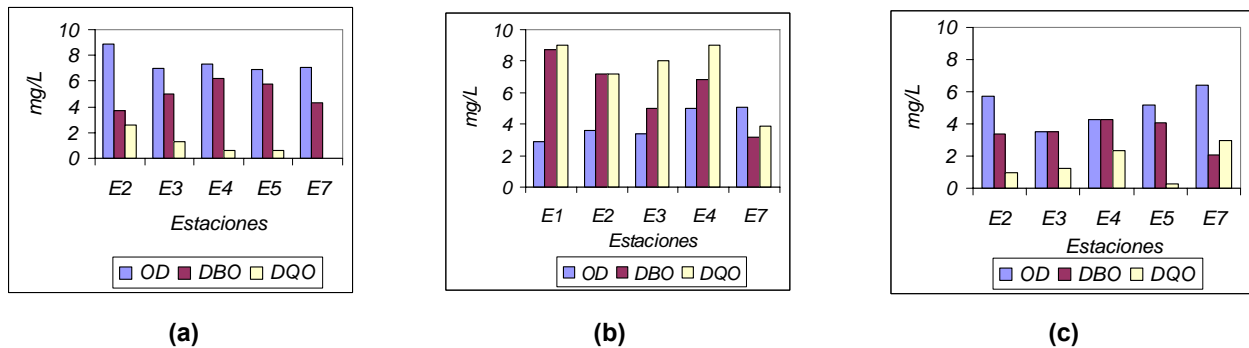 10
8
6
4
2
0
mg/L
E2 E3 E4 E5 E7
Estaciones
OD DBO DQO
(a)
10
8
6
4
2
0
mg/L
E1 E2 E3 E4 E7
Estaciones
OD DBO DQO
(b)
10
8
6
4
2
0
mg/L
E2 E3 E4 E5 E7
Estaciones
OD DBO DQO
(c)